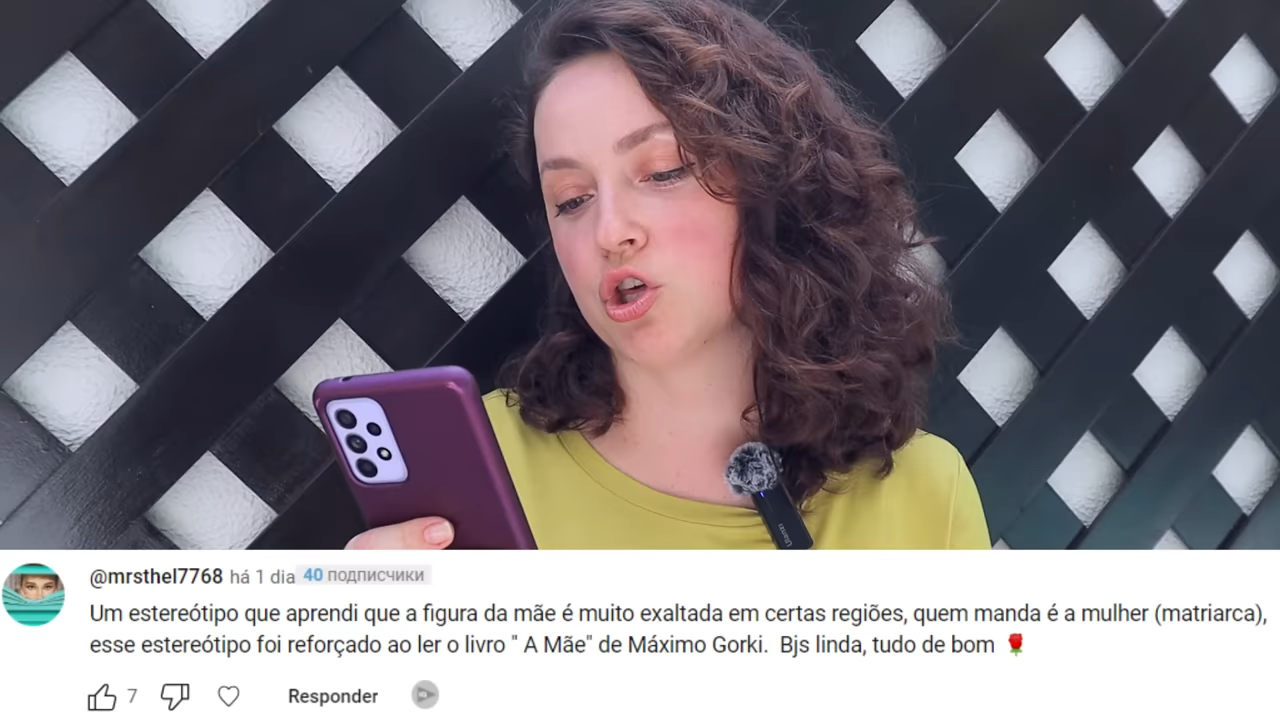 Ulanzi
@mrsthel7768 há 1 dia 40 подписчики
Um estereótipo que aprendi que a figura da mãe é muito exaltada em certas regiões, quem manda é a mulher (matriarca),
esse estereótipo foi reforçado ao ler o livro " A Mãe" de Máximo Gorki. Bjs linda, tudo de bom 🌹
7 Responder